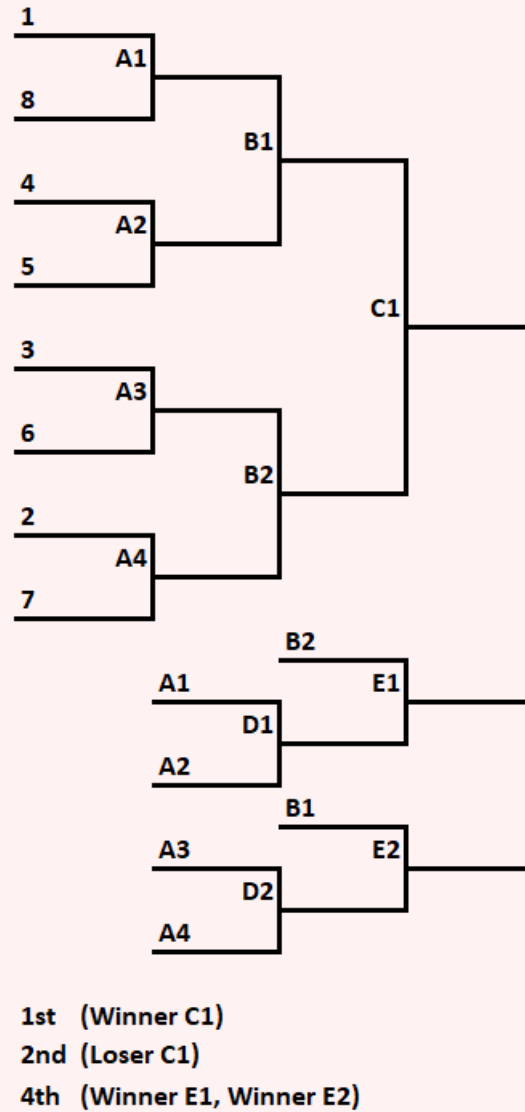 1
A1
8
B1
4
A2
5
C1
3
A3
6
B2
2
A4
7
B2
A1
E1
D1
A2
B1
A3
E2
D2
A4
1st (Winner C1)
2nd (Loser C1)
4th (Winner E1, Winner E2)